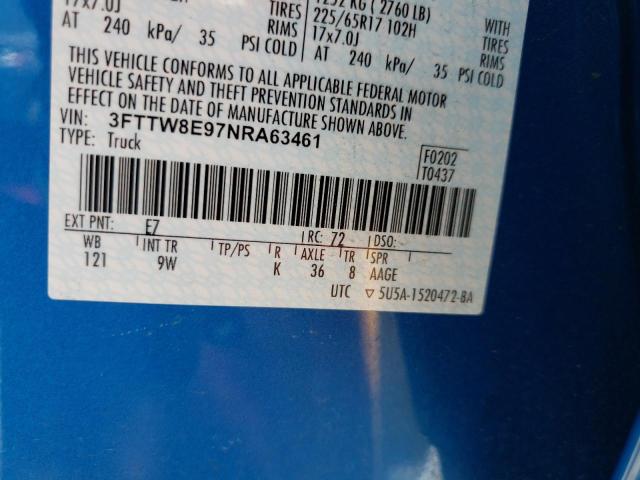 1252 KG ( 2760 LB)
225/65R17 102H WITH
17x7.0J TIRES 17x7.0J TIRES
RIMS RIMS
AT 240 kPa/ 35 PSI COLD AT 240 kPa/ 35 PSI COLD
THIS VEHICLE CONFORMS TO ALL APPLICABLE FEDERAL MOTOR
VEHICLE SAFETY AND THEFT PREVENTION STANDARDS IN
EFFECT ON THE DATE OF MANUFACTURE SHOWN ABOVE.
VIN: 3FTTW8E97NRA63461
TYPE: Truck
F0202
T0437
EXT PNT: E7 RC: 72 DSO:
WB INT TR TP/PS R AXLE TR SPR
121 9W K 36 8 AAGE
UTC ▽ 5U5A-1520472-BA